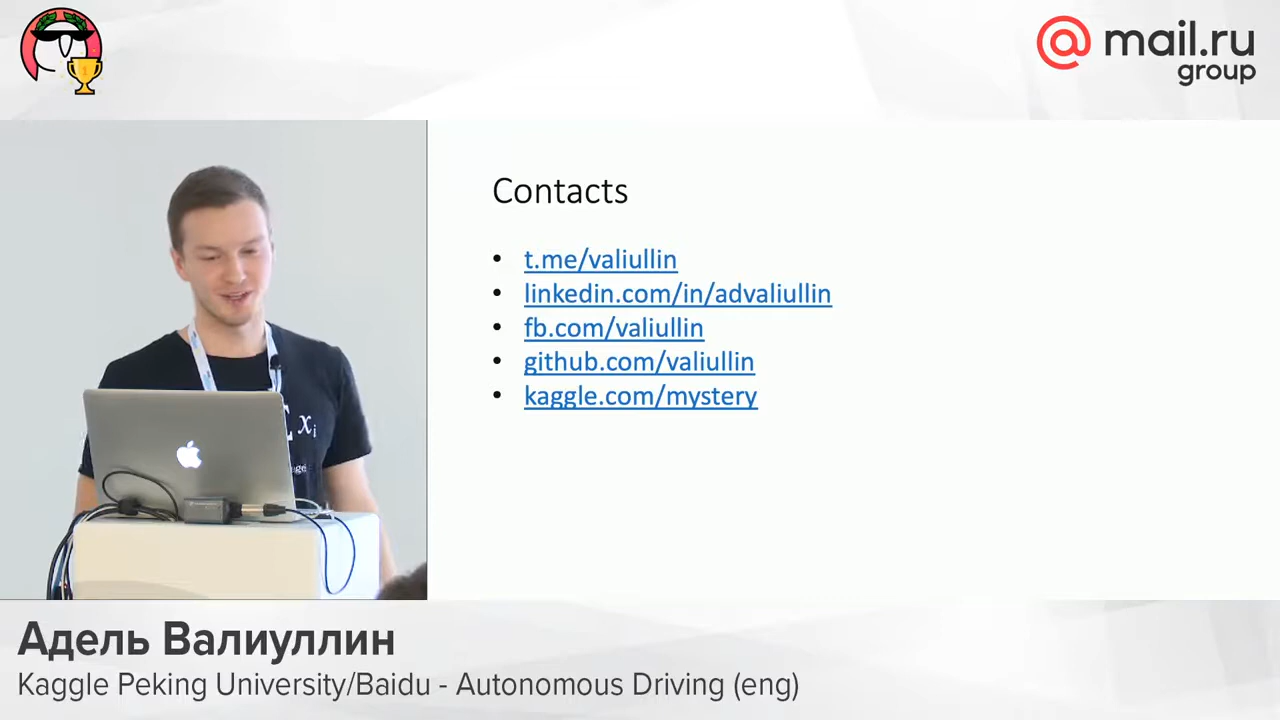 @mail.ru
group
Contacts
• t.me/valiullin
• linkedin.com/in/advaliullin
• fb.com/valiullin
• github.com/valiullin
• kaggle.com/mystery
x_i
Адель Валиуллин
Kaggle Peking University/Baidu - Autonomous Driving (eng)